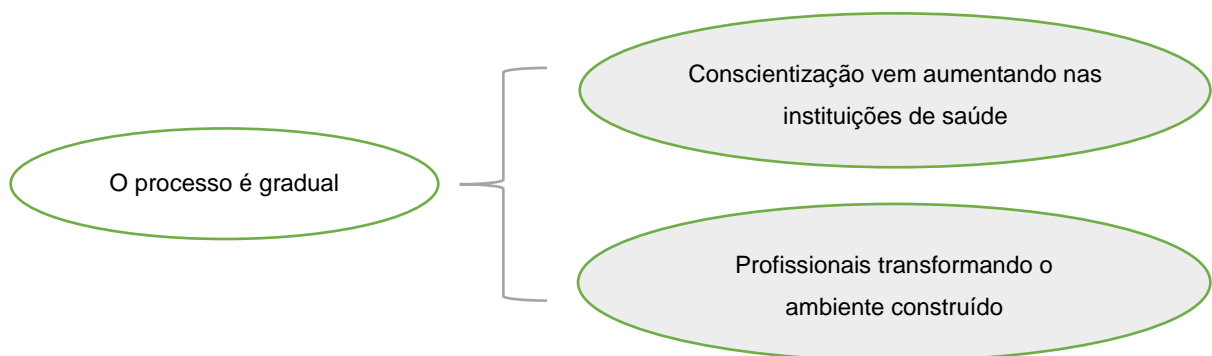 Conscientização vem aumentando nas
instituições de saúde
O processo é gradual
Profissionais transformando o
ambiente construído